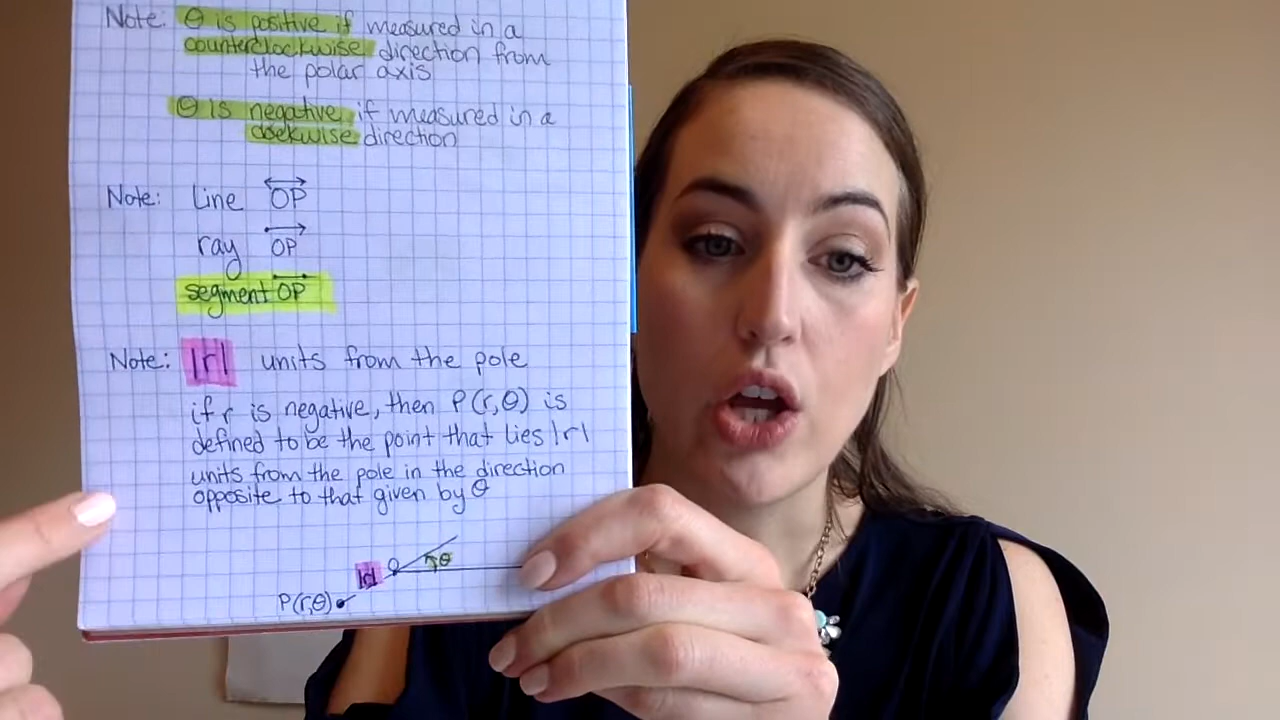 Note: θ is positive if measured in a
counterclockwise direction from
the polar axis
θ is negative if measured in a
clockwise direction
Note: Line OP
ray OP
segment OP
Note: |r| units from the pole
if r is negative, then P(r,θ) is
defined to be the point that lies |r|
units from the pole in the direction
opposite to that given by θ
O θ
|r|
P(r,θ)